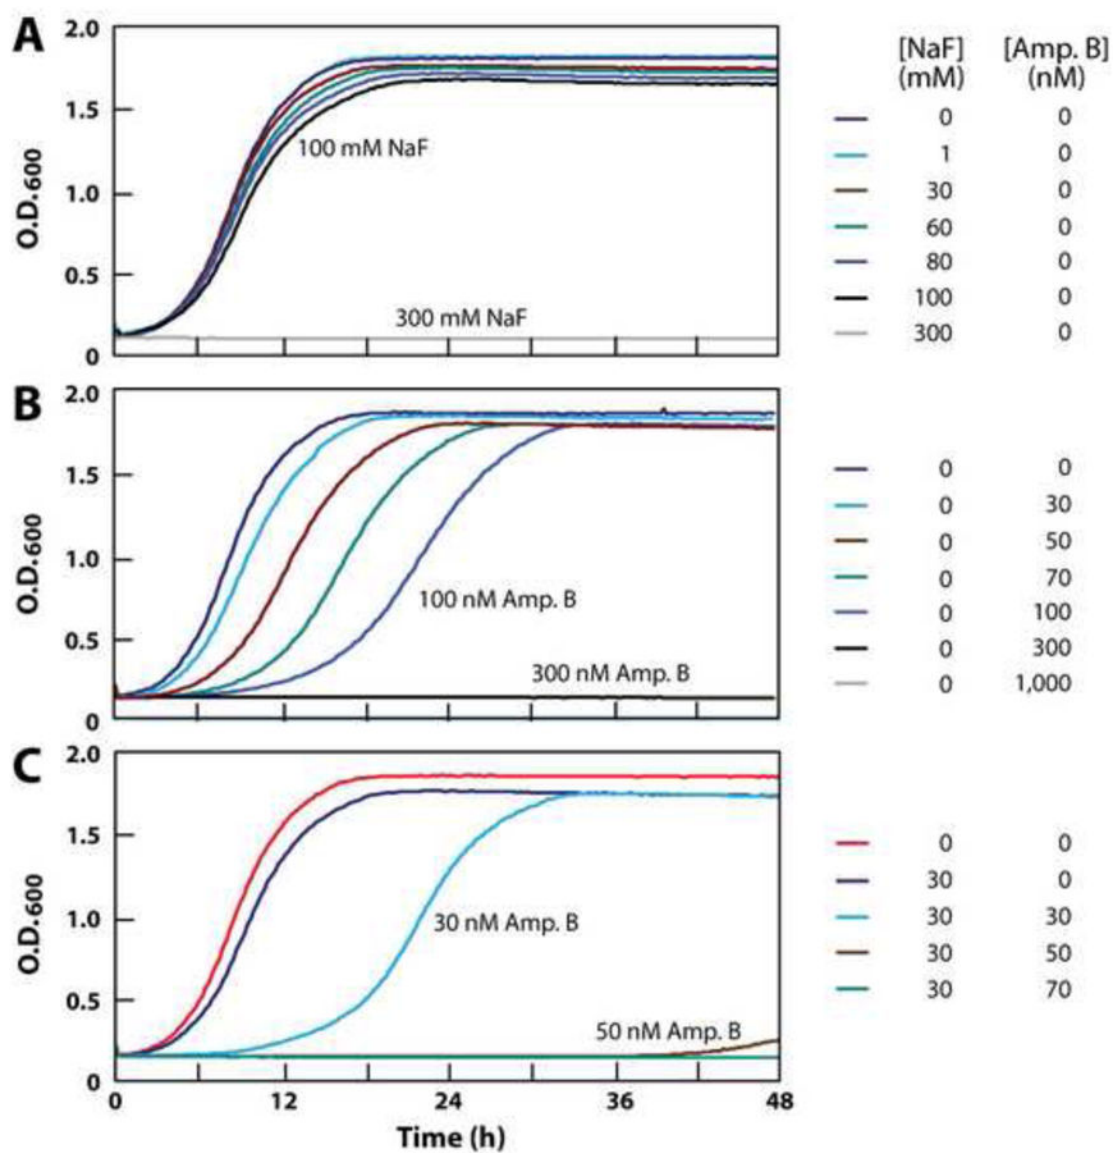 A
2.0
1.5
1.0
0.5
0
O.D.600
100 mM NaF
300 mM NaF
[NaF] [Amp. B]
(mM) (nM)
0 0
1 0
30 0
60 0
80 0
100 0
300 0
B
2.0
1.5
1.0
0.5
0
O.D.600
100 nM Amp. B
300 nM Amp. B
0 0
0 30
0 50
0 70
0 100
0 300
0 1,000
C
2.0
1.5
1.0
0.5
0
O.D.600
30 nM Amp. B
50 nM Amp. B
0 0
30 0
30 30
30 50
30 70
0 12 24 36 48
Time (h)